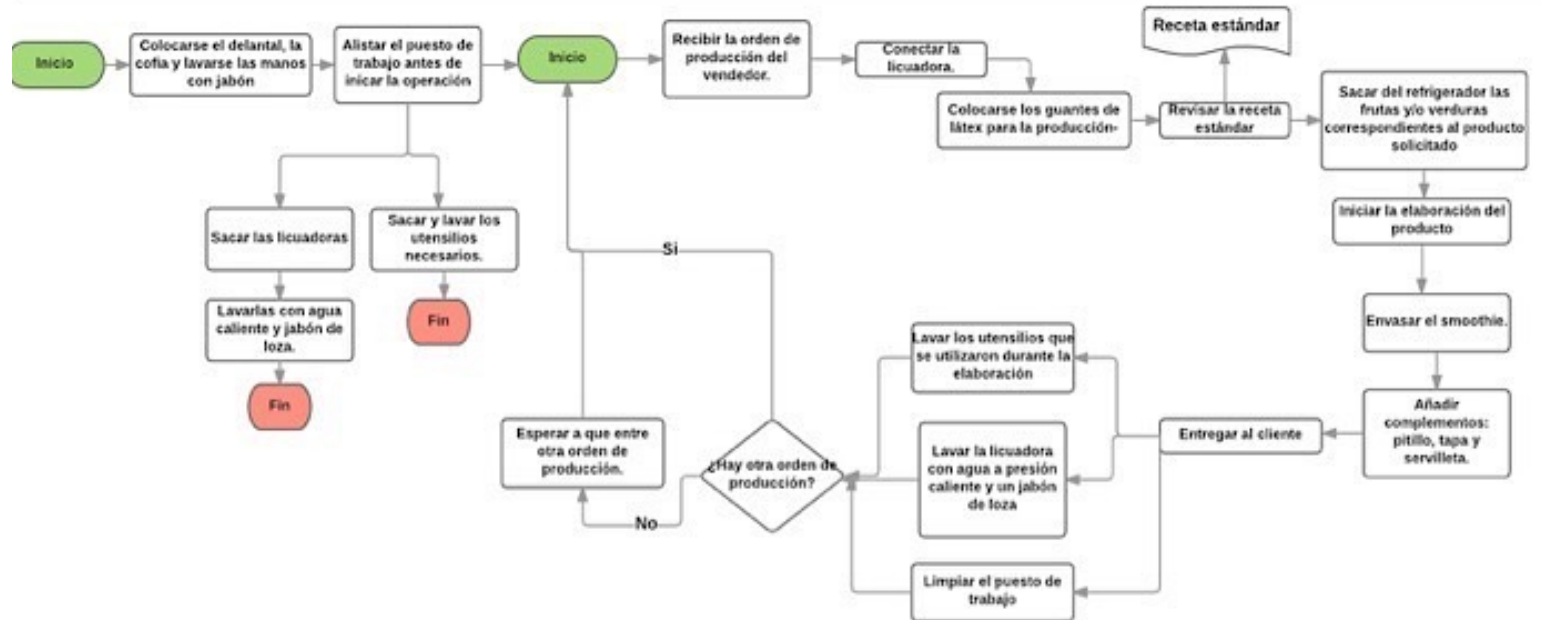 Inicio
Colocarse el delantal, la
cofia y lavarse las manos
con jabón
Alistar el puesto de
trabajo antes de
inicar la operación
Inicio
Recibir la orden de
producción del
vendedor.
Conectar la
licuadora.
Colocarse los guantes de
látex para la producción-
Receta estándar
Revisar la receta
estándar
Sacar del refrigerador las
frutas y/o verduras
correspondientes al producto
solicitado
Iniciar la elaboración del
producto
Envasar el smoothie.
Añadir
complementos:
pitillo, tapa y
servilleta.
Entregar al cliente
Lavar los utensilios que
se utilizaron durante la
elaboración
Lavar la licuadora
con agua a presión
caliente y un jabón
de loza
Limpiar el puesto de
trabajo
¿Hay otra orden de
producción?
Si
No
Esperar a que entre
otra orden de
producción.
Sacar las licuadoras
Lavarlas con agua
caliente y jabón de
loza.
Fin
Sacar y lavar los
utensilios
necesarios.
Fin